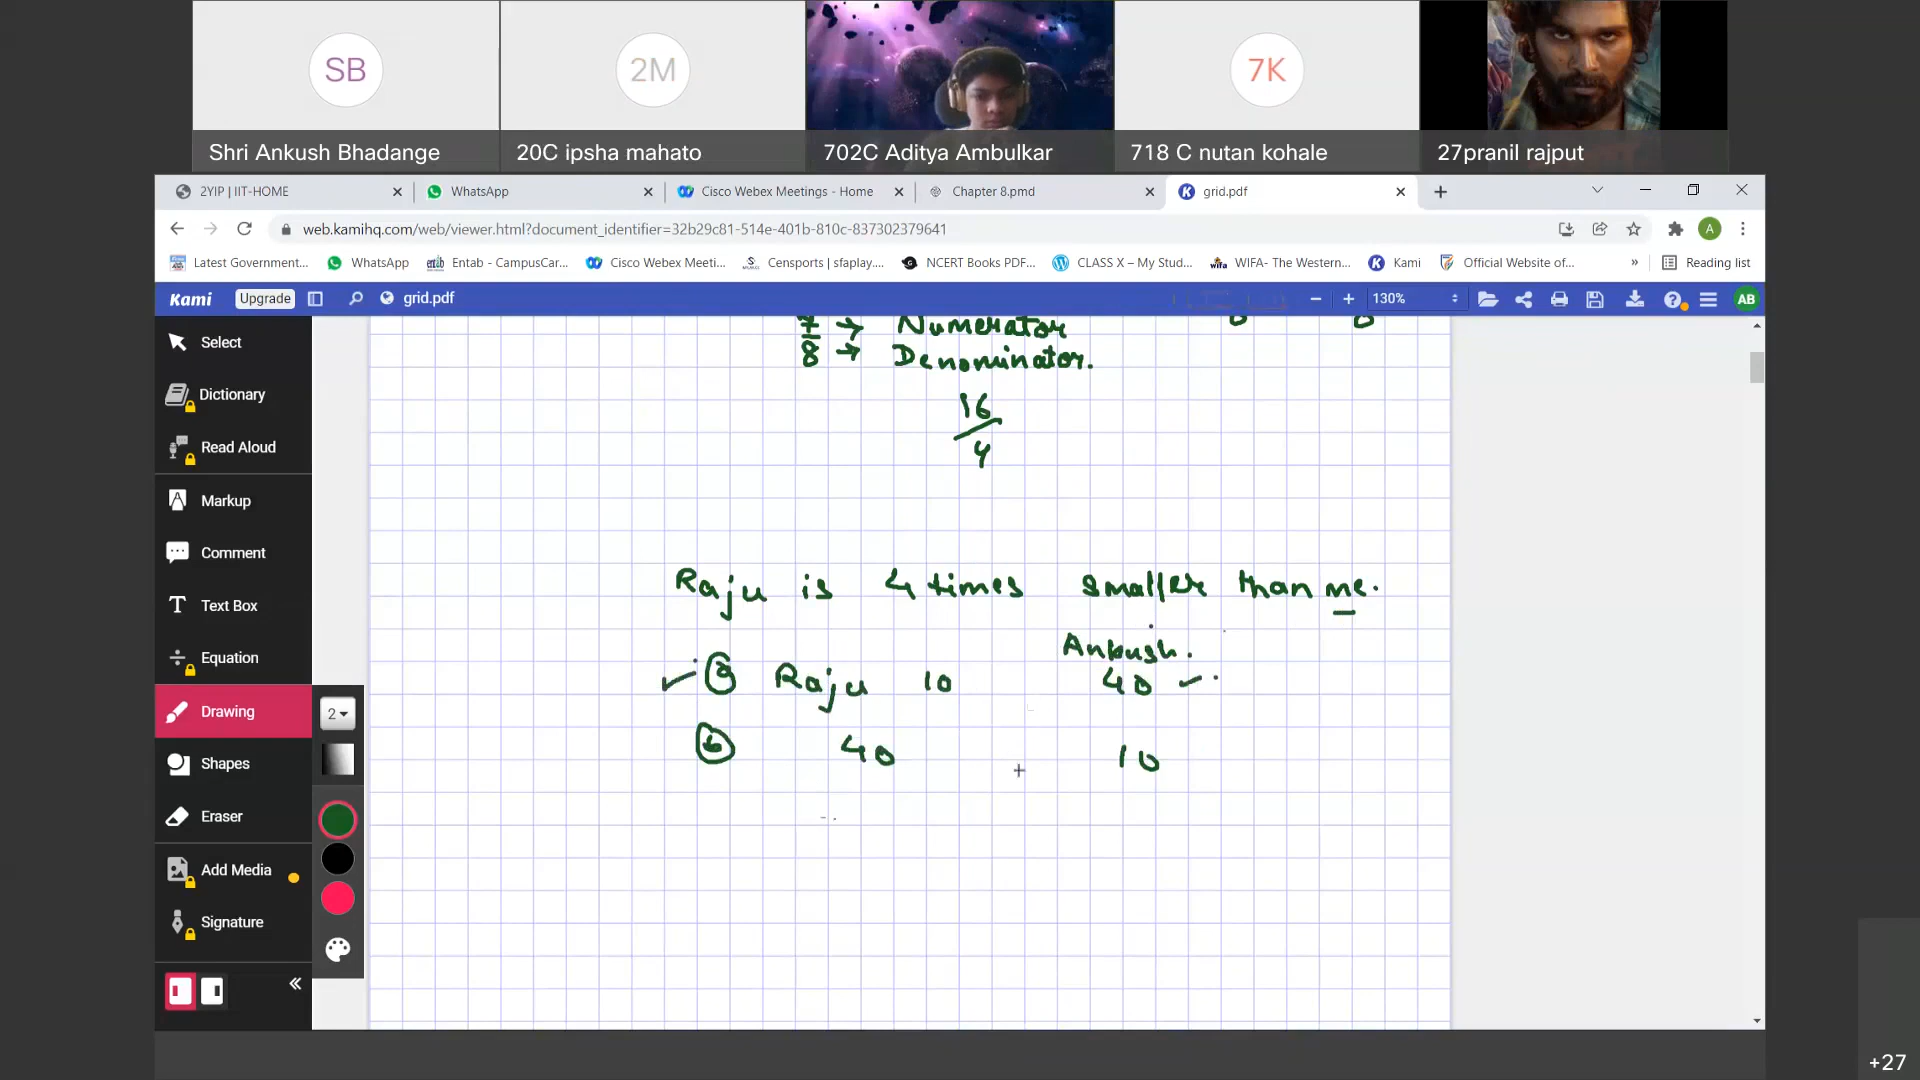 SB
2M
7K
Shri Ankush Bhadange
20C ipsha mahato
702C Aditya Ambulkar
718 C nutan kohale
27pranil rajput
2YIP | IIT-HOME
WhatsApp
Cisco Webex Meetings - Home
Chapter 8.pmd
grid.pdf
web.kamihq.com/web/viewer.html?document_identifier=32b29c81-514e-401b-810c-837302379641
A
Latest Government...
WhatsApp
Entab - CampusCar...
Cisco Webex Meeti...
Censports | sfaplay....
NCERT Books PDF...
CLASS X – My Stud...
WIFA- The Western...
Kami
Official Website of...
»
Reading list
Kami
Upgrade
grid.pdf
130%
AB
Select
Dictionary
Read Aloud
Markup
Comment
Text Box
Equation
Drawing
2
Shapes
Eraser
Add Media
Signature
7 → Numerator
8 → Denominator.
16
4
Raju is 4 times smaller than me.
Ankush.
a Raju 10 40
b 40 10
+27